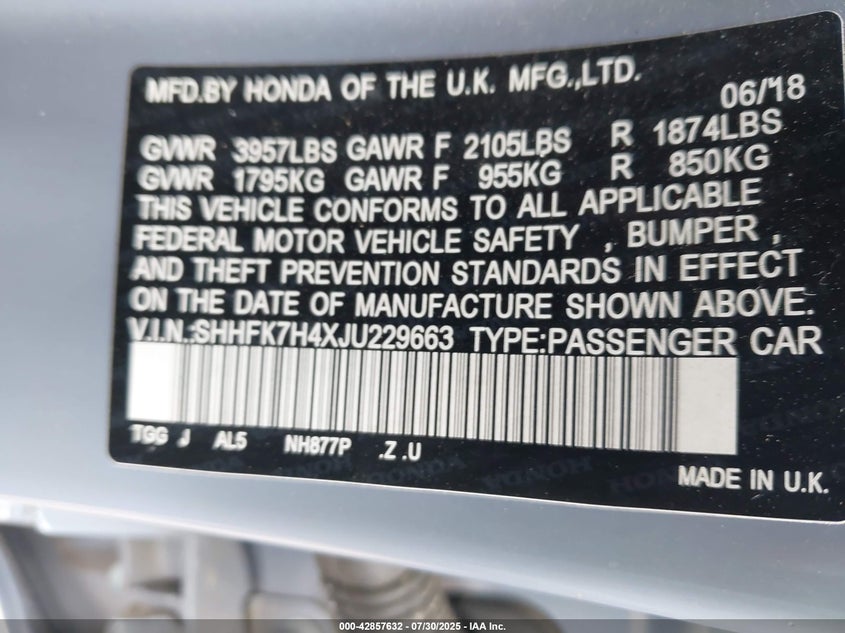 MFD.BY HONDA OF THE U.K. MFG.,LTD. 06/'18
GVWR 3957LBS GAWR F 2105LBS R 1874LBS
GVWR 1795KG GAWR F 955KG R 850KG
THIS VEHICLE CONFORMS TO ALL APPLICABLE
FEDERAL MOTOR VEHICLE SAFETY , BUMPER ,
AND THEFT PREVENTION STANDARDS IN EFFECT
ON THE DATE OF MANUFACTURE SHOWN ABOVE.
V.I.N.:SHHFK7H4XJU229663 TYPE:PASSENGER CAR
TGG J AL5 NH877P .Z .U
HONDA HONDA HONDA
MADE IN U.K.
000-42857632 - 07/30/2025 - IAA Inc.